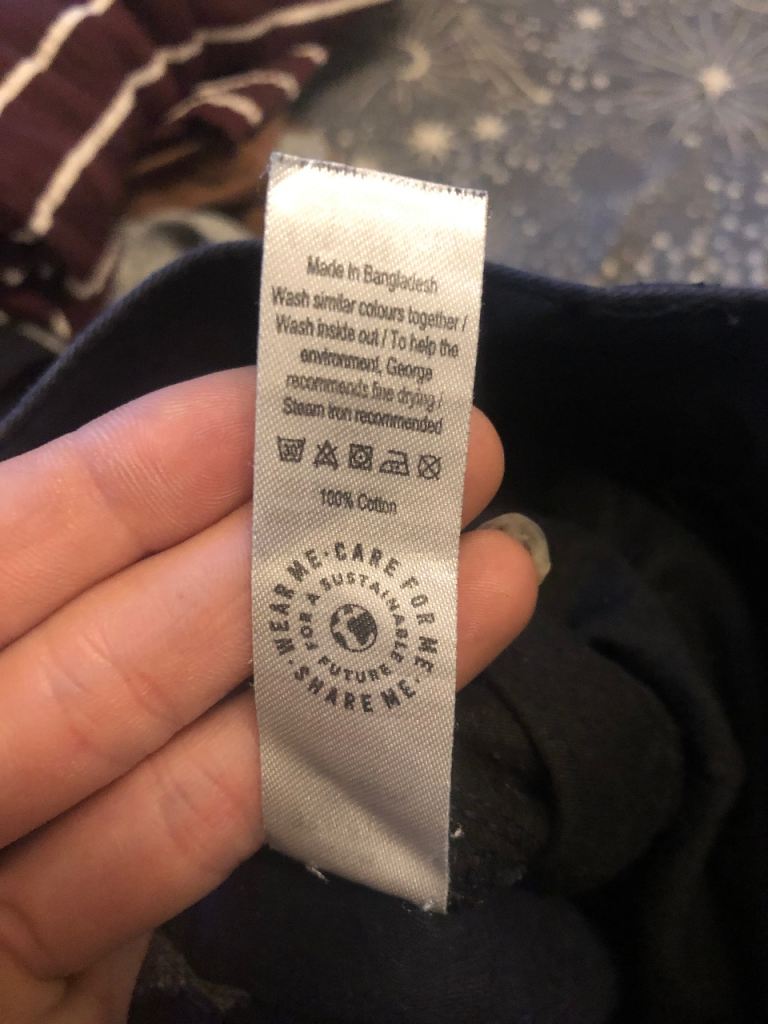 Made In Bangladesh
Wash similar colours together /
Wash inside out / To help the
environment, George
recommends line drying /
Steam iron recommended
30
100% Cotton
WEAR ME · CARE FOR ME · SHARE ME ·
FOR A SUSTAINABLE FUTURE